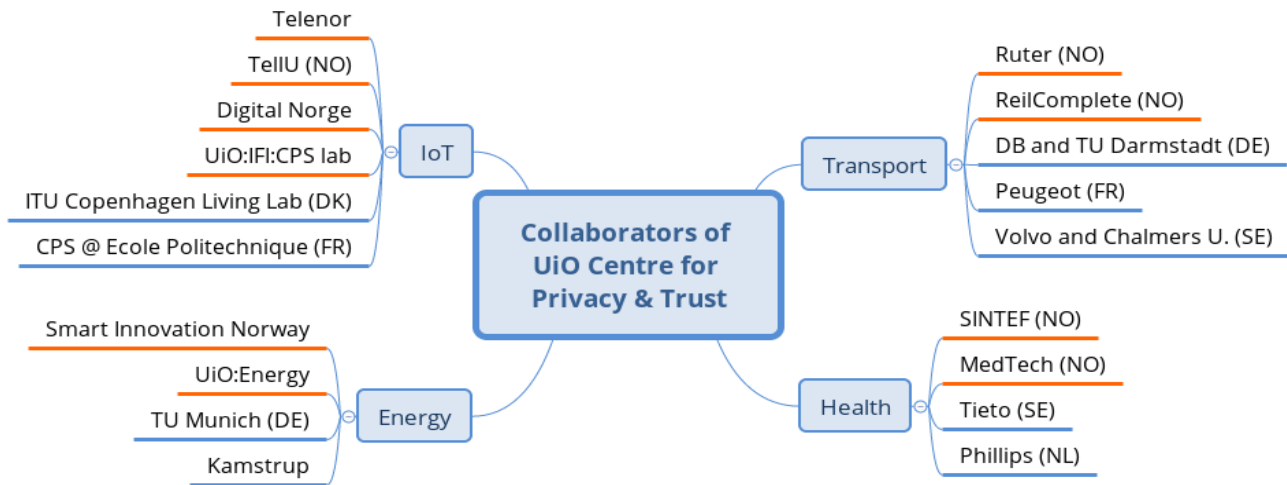 Collaborators of
UiO Centre for
Privacy & Trust
IoT
Telenor
TellU (NO)
Digital Norge
UiO:IFI:CPS lab
ITU Copenhagen Living Lab (DK)
CPS @ Ecole Politechnique (FR)
Energy
Smart Innovation Norway
UiO:Energy
TU Munich (DE)
Kamstrup
Transport
Ruter (NO)
ReilComplete (NO)
DB and TU Darmstadt (DE)
Peugeot (FR)
Volvo and Chalmers U. (SE)
Health
SINTEF (NO)
MedTech (NO)
Tieto (SE)
Phillips (NL)